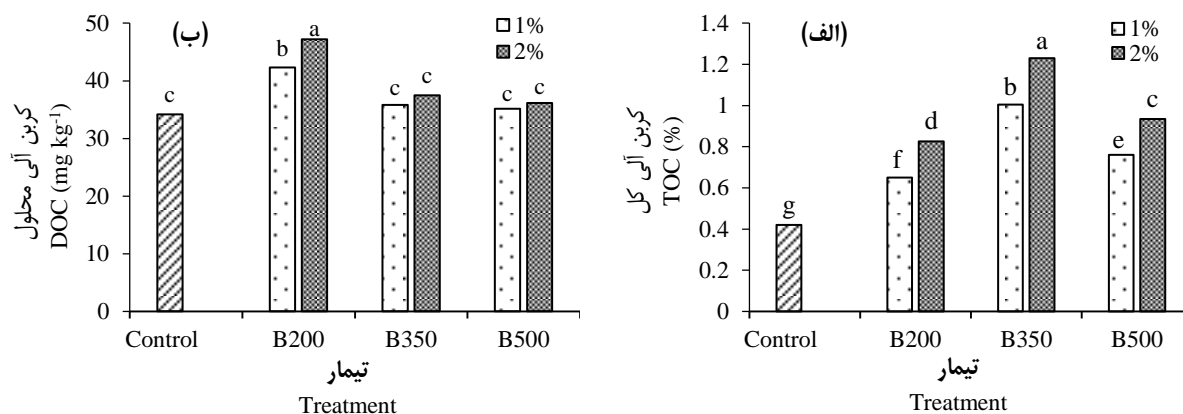 (ب)
1%
2%
کربن آلی محلول
DOC (mg kg-1)
50
40
30
20
10
0
c
b
a
c
c
c
c
Control
B200
B350
B500
تیمار
Treatment
(الف)
1%
2%
کربن آلی کل
TOC (%)
1.4
1.2
1
0.8
0.6
0.4
0.2
0
g
f
d
b
a
e
c
Control
B200
B350
B500
تیمار
Treatment